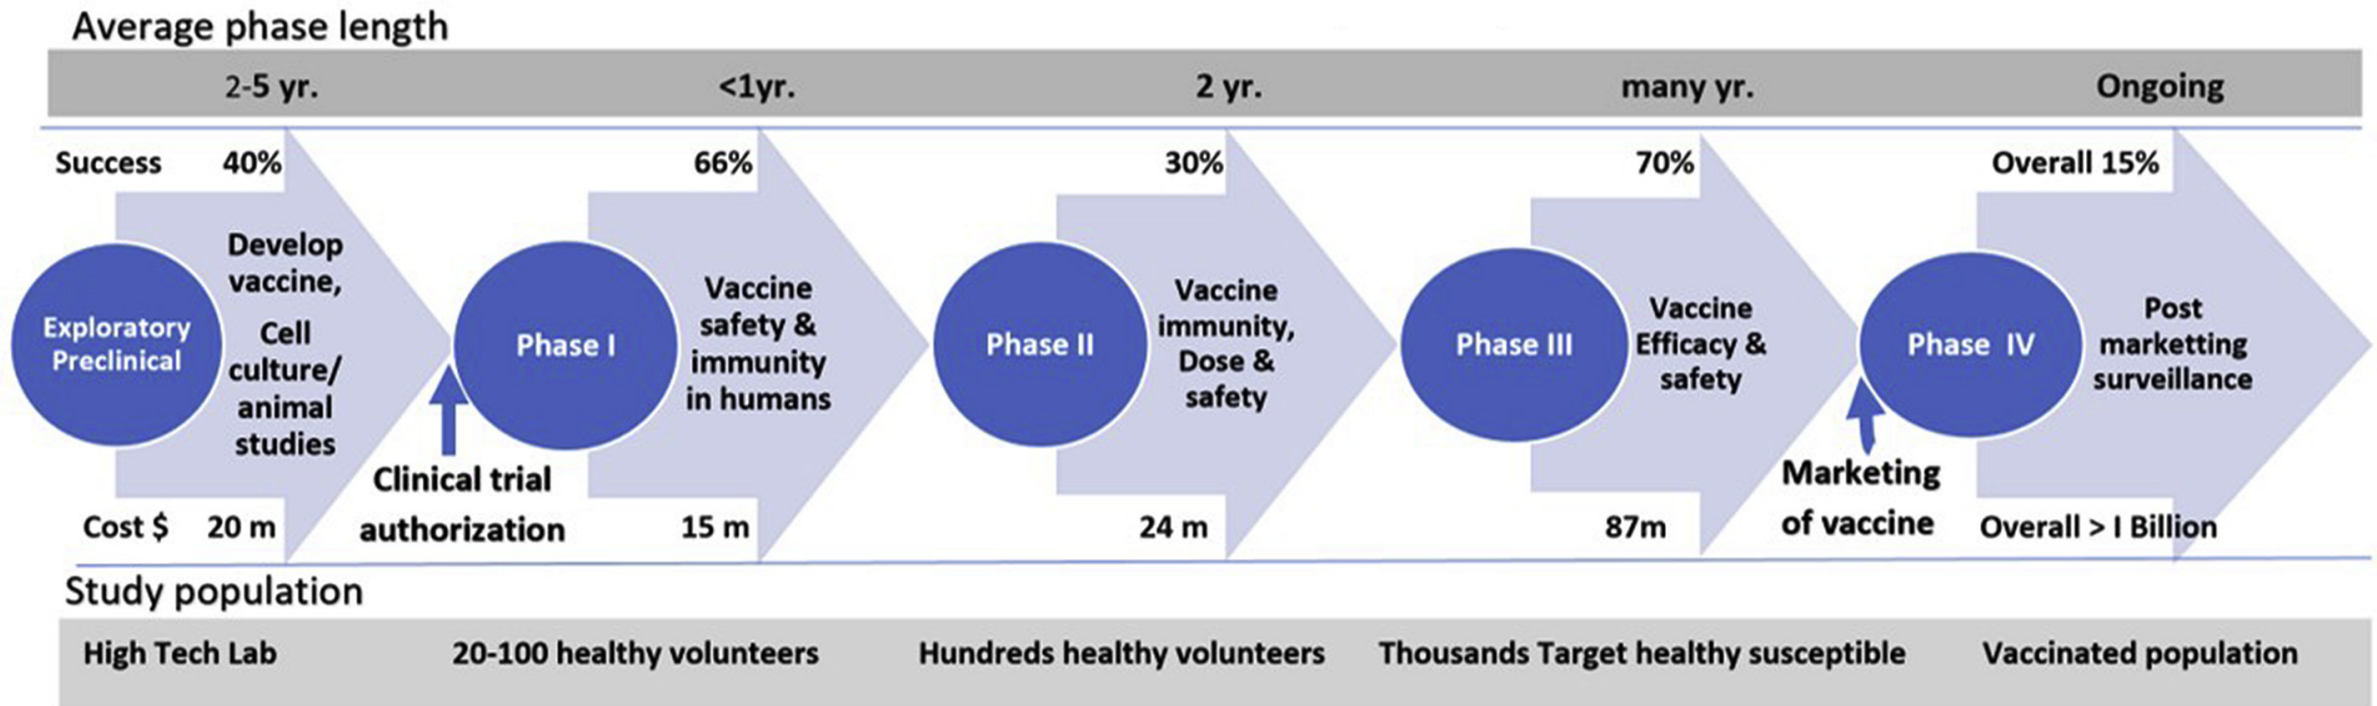 Average phase length
2-5 yr. <1yr. 2 yr. many yr. Ongoing
Success 40% 66% 30% 70% Overall 15%
Exploratory
Preclinical
Develop
vaccine,
Cell
culture/
animal
studies
Clinical trial
authorization
Phase I
Vaccine
safety &
immunity
in humans
Phase II
Vaccine
immunity,
Dose &
safety
Phase III
Vaccine
Efficacy &
safety
Marketing
of vaccine
Phase IV
Post
marketting
surveillance
Cost $ 20 m 15 m 24 m 87m Overall > I Billion
Study population
High Tech Lab 20-100 healthy volunteers Hundreds healthy volunteers Thousands Target healthy susceptible Vaccinated population